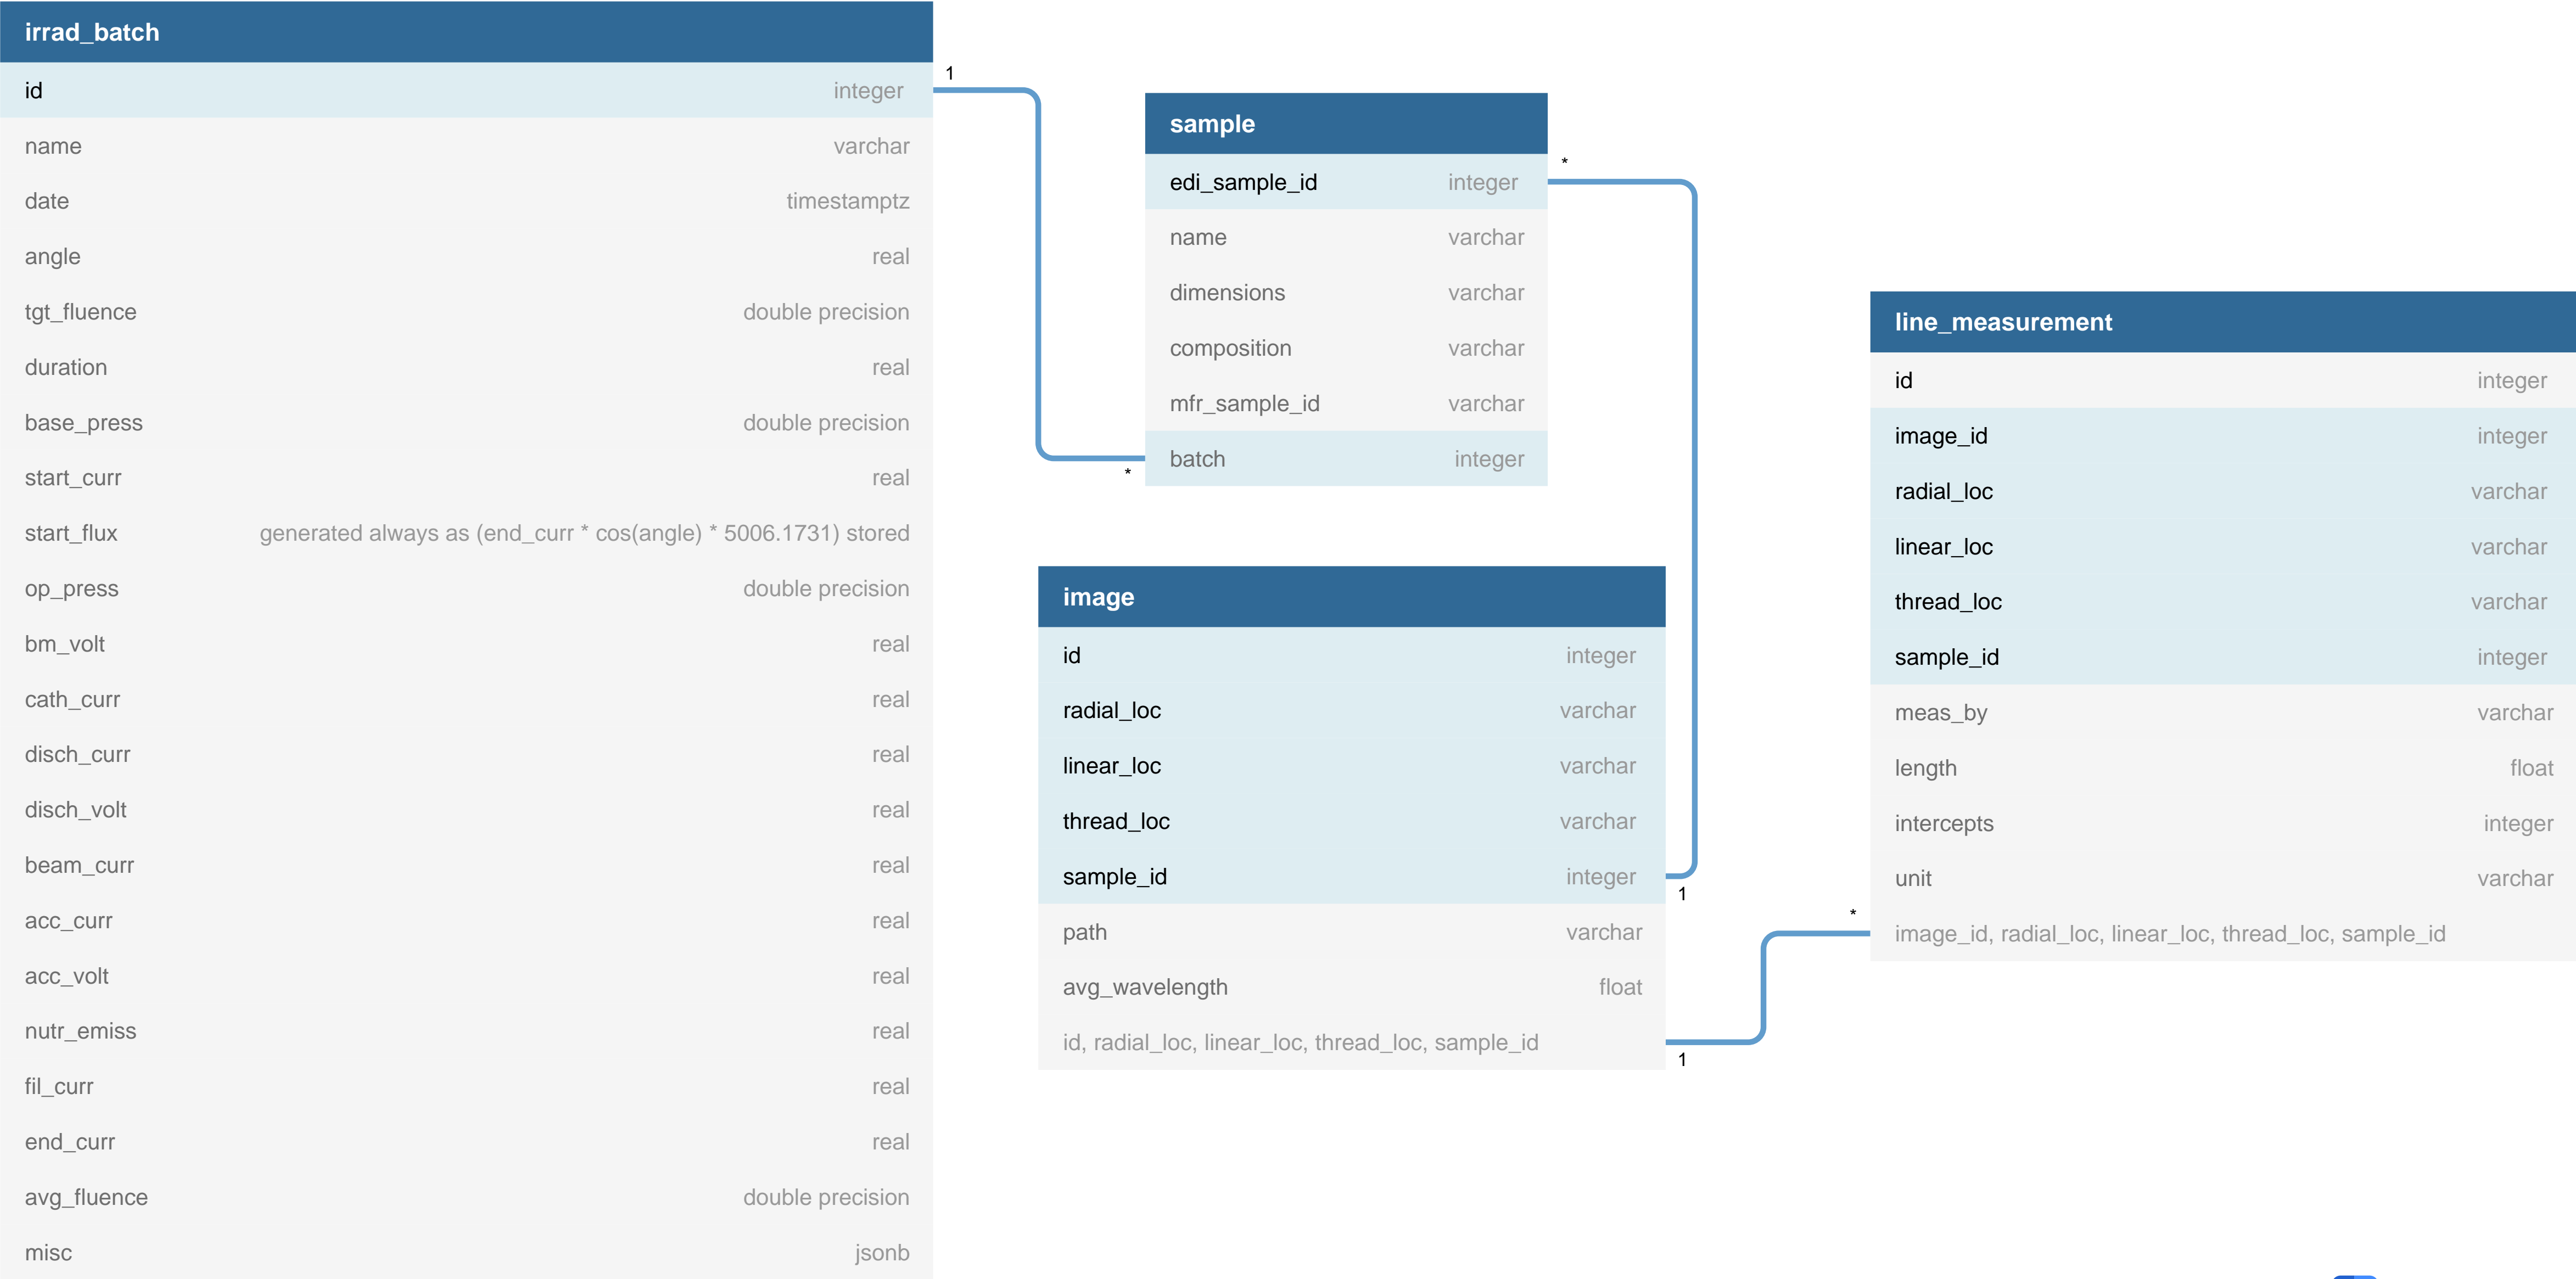 irrad_batch
id integer
name varchar
date timestamptz
angle real
tgt_fluence double precision
duration real
base_press double precision
start_curr real
start_flux generated always as (end_curr * cos(angle) * 5006.1731) stored
op_press double precision
bm_volt real
cath_curr real
disch_curr real
disch_volt real
beam_curr real
acc_curr real
acc_volt real
nutr_emiss real
fil_curr real
end_curr real
avg_fluence double precision
misc jsonb
1
*
sample
edi_sample_id integer
name varchar
dimensions varchar
composition varchar
mfr_sample_id varchar
batch integer
*
1
image
id integer
radial_loc varchar
linear_loc varchar
thread_loc varchar
sample_id integer
path varchar
avg_wavelength float
id, radial_loc, linear_loc, thread_loc, sample_id
1
*
line_measurement
id integer
image_id integer
radial_loc varchar
linear_loc varchar
thread_loc varchar
sample_id integer
meas_by varchar
length float
intercepts integer
unit varchar
image_id, radial_loc, linear_loc, thread_loc, sample_id